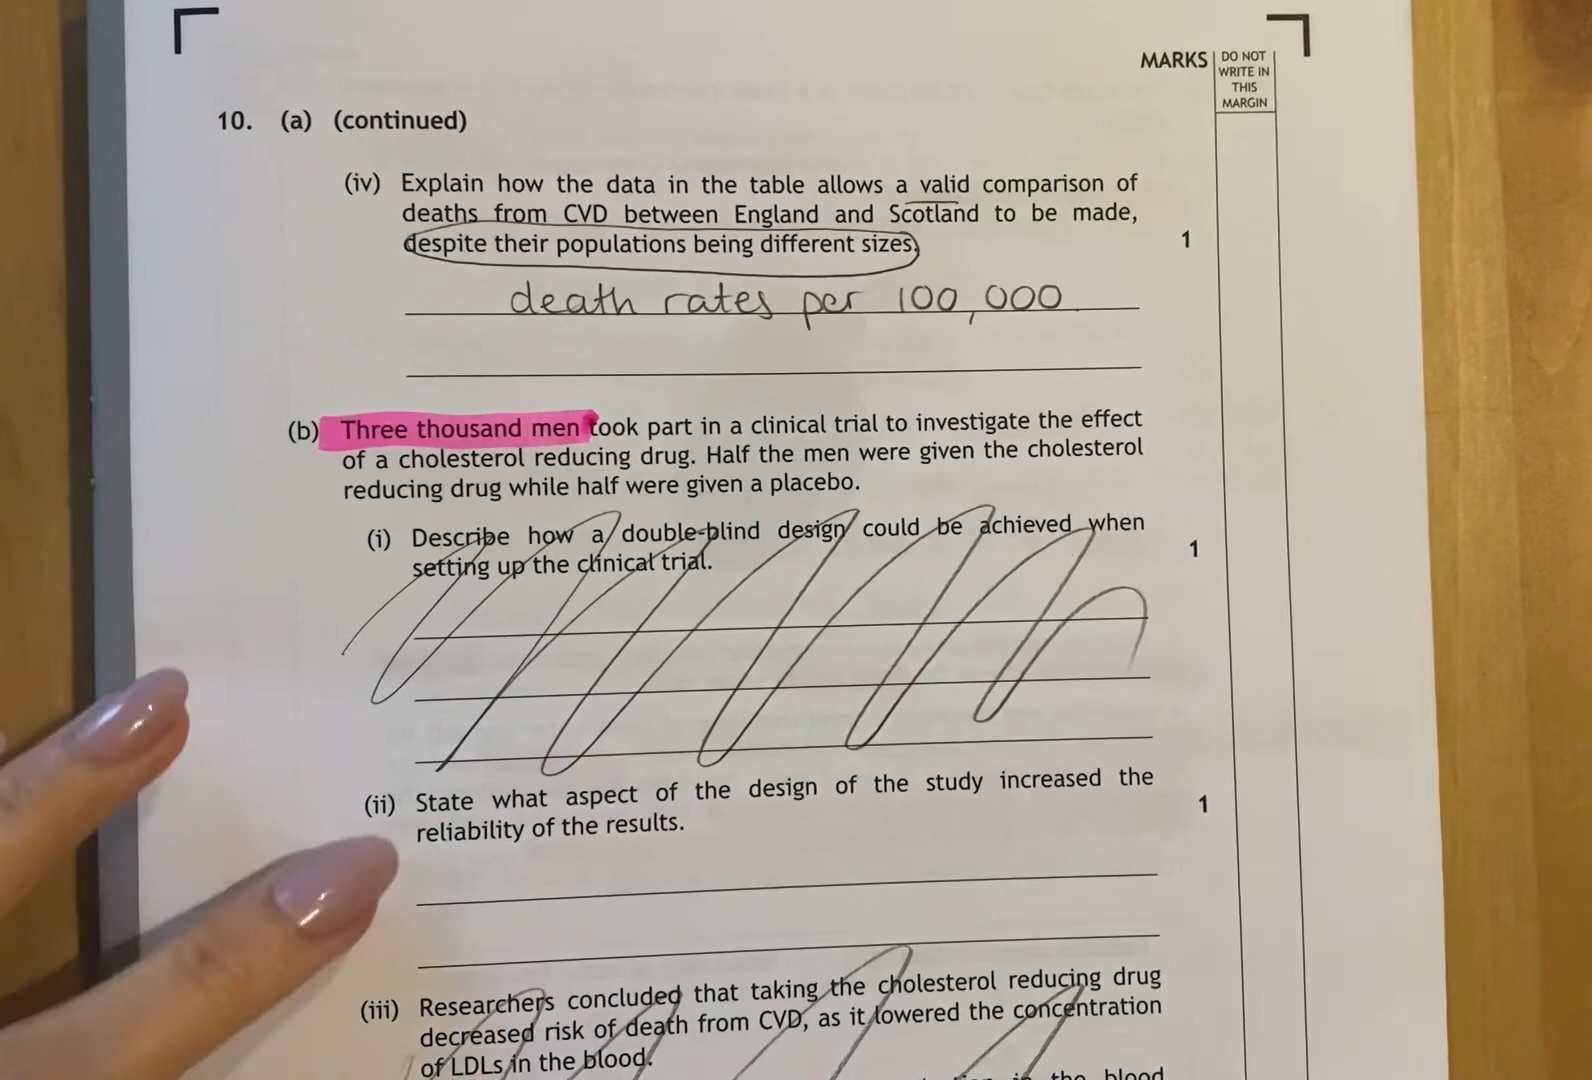 MARKS
DO NOT
WRITE IN
THIS
MARGIN
10. (a) (continued)
(iv) Explain how the data in the table allows a valid comparison of
deaths from CVD between England and Scotland to be made,
despite their populations being different sizes.
1
death rates per 100,000
(b) Three thousand men took part in a clinical trial to investigate the effect
of a cholesterol reducing drug. Half the men were given the cholesterol
reducing drug while half were given a placebo.
(i) Describe how a double-blind design could be achieved when
setting up the clinical trial.
1
(ii) State what aspect of the design of the study increased the
reliability of the results.
1
(iii) Researchers concluded that taking the cholesterol reducing drug
decreased risk of death from CVD, as it lowered the concentration
of LDLs in the blood.
in the blood